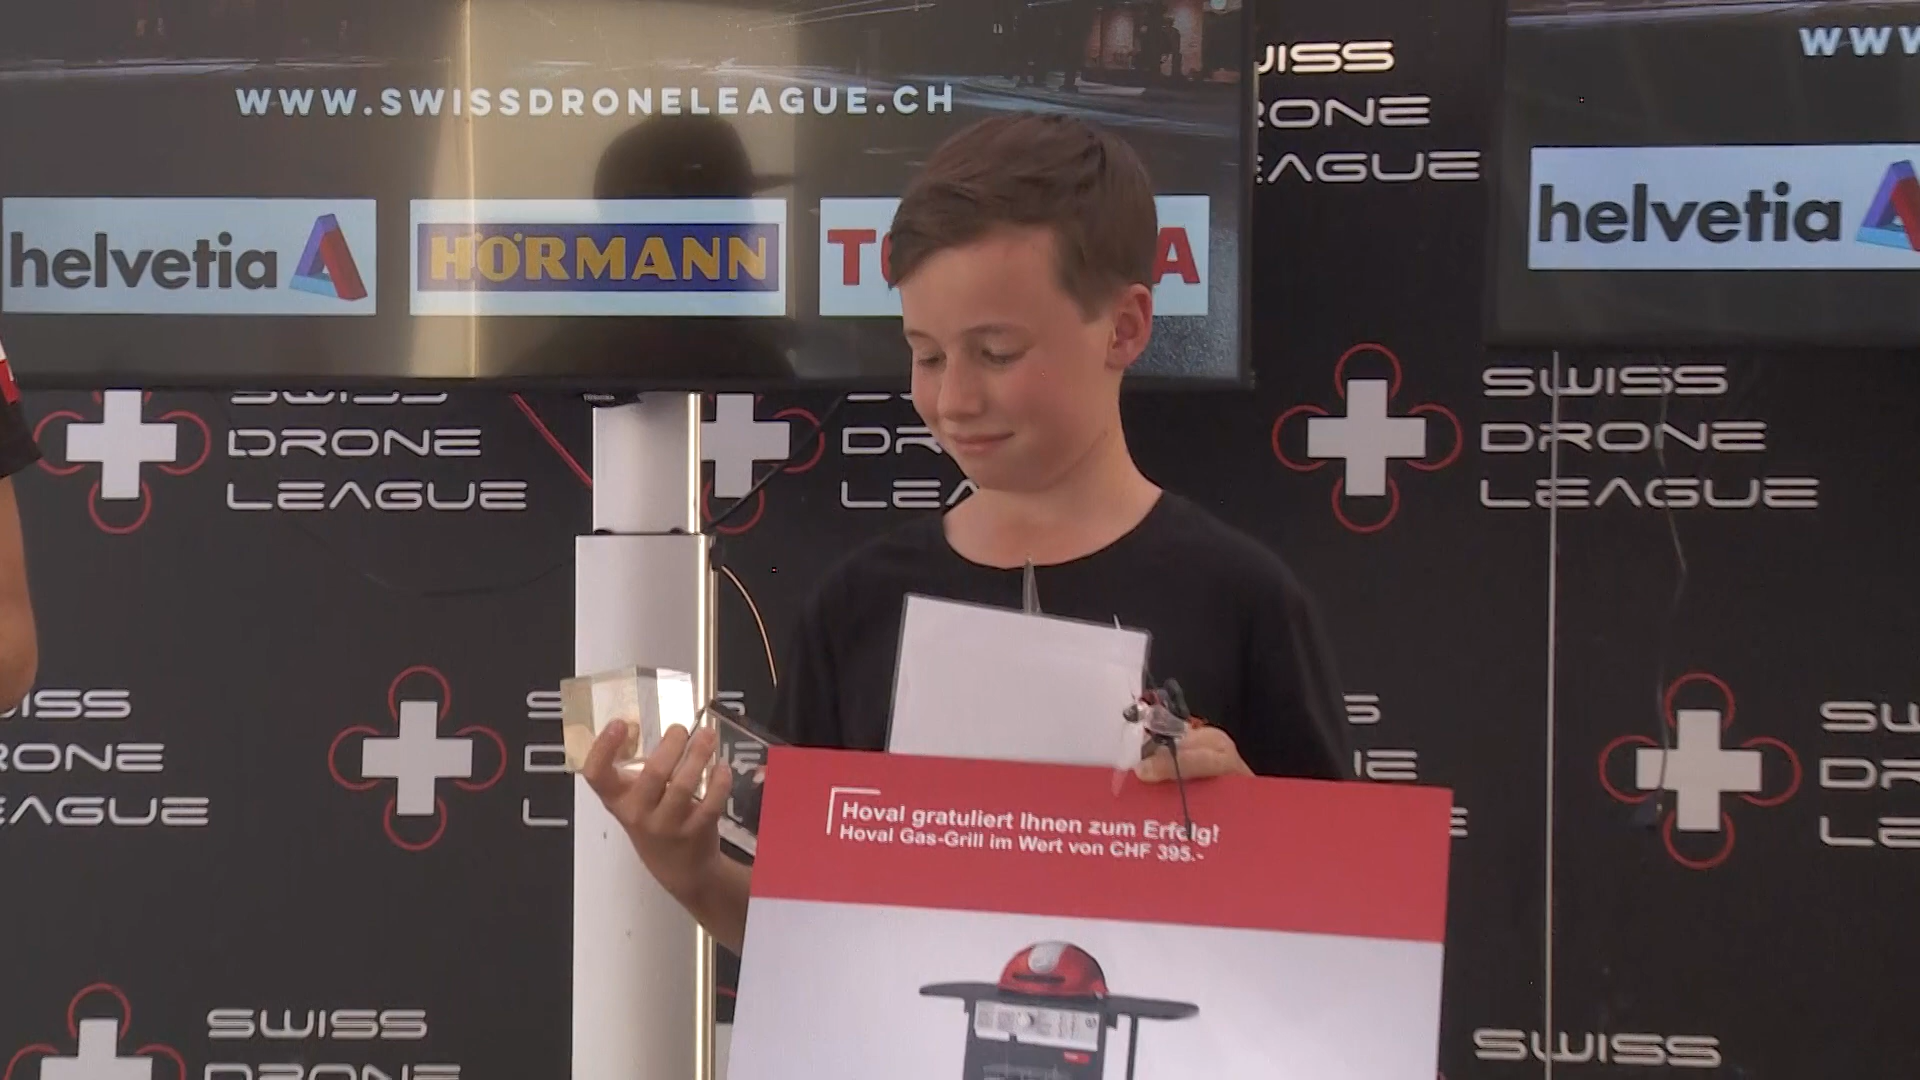 WWW.SWISSDRONELEAGUE.CH
helvetia
HÖRMANN
SWISS
DRONE
LEAGUE
helvetia
SWISS
DRONE
LEAGUE
SWISS
DRONE
LEAGUE
Hoval gratuliert Ihnen zum Erfolg!
Hoval Gas-Grill im Wert von CHF 395.-
SWISS
DRONE
SWISS